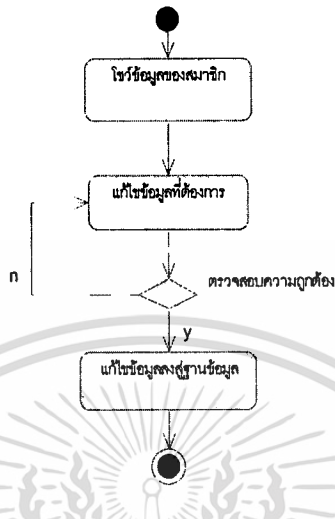 โชว์ข้อมูลของสมาชิก
แก้ไขข้อมูลที่ต้องการ
n
ตรวจสอบความถูกต้อง
y
แก้ไขข้อมูลลงสู่ฐานข้อมูล